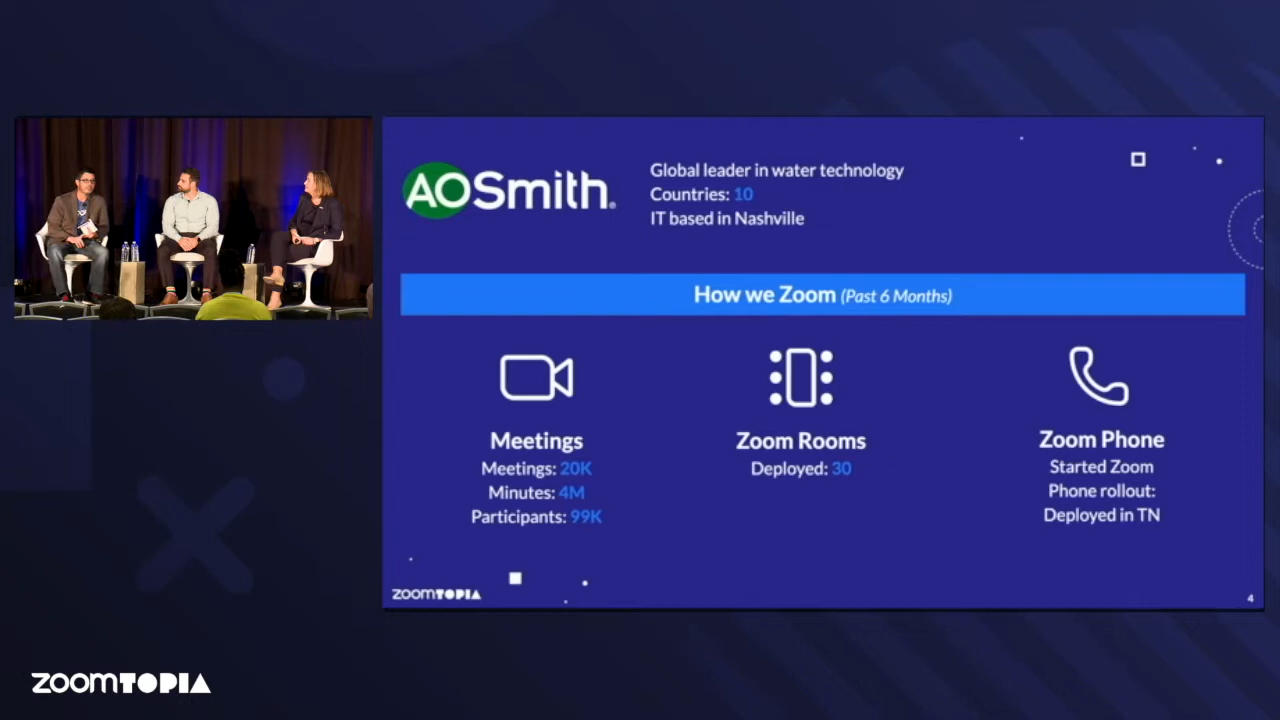 AOSmith.
Global leader in water technology
Countries: 10
IT based in Nashville
How we Zoom (Past 6 Months)
Meetings
Meetings: 20K
Minutes: 4M
Participants: 99K
Zoom Rooms
Deployed: 30
Zoom Phone
Started Zoom
Phone rollout:
Deployed in TN
zoomTOPIA
4
zoomTOPIA